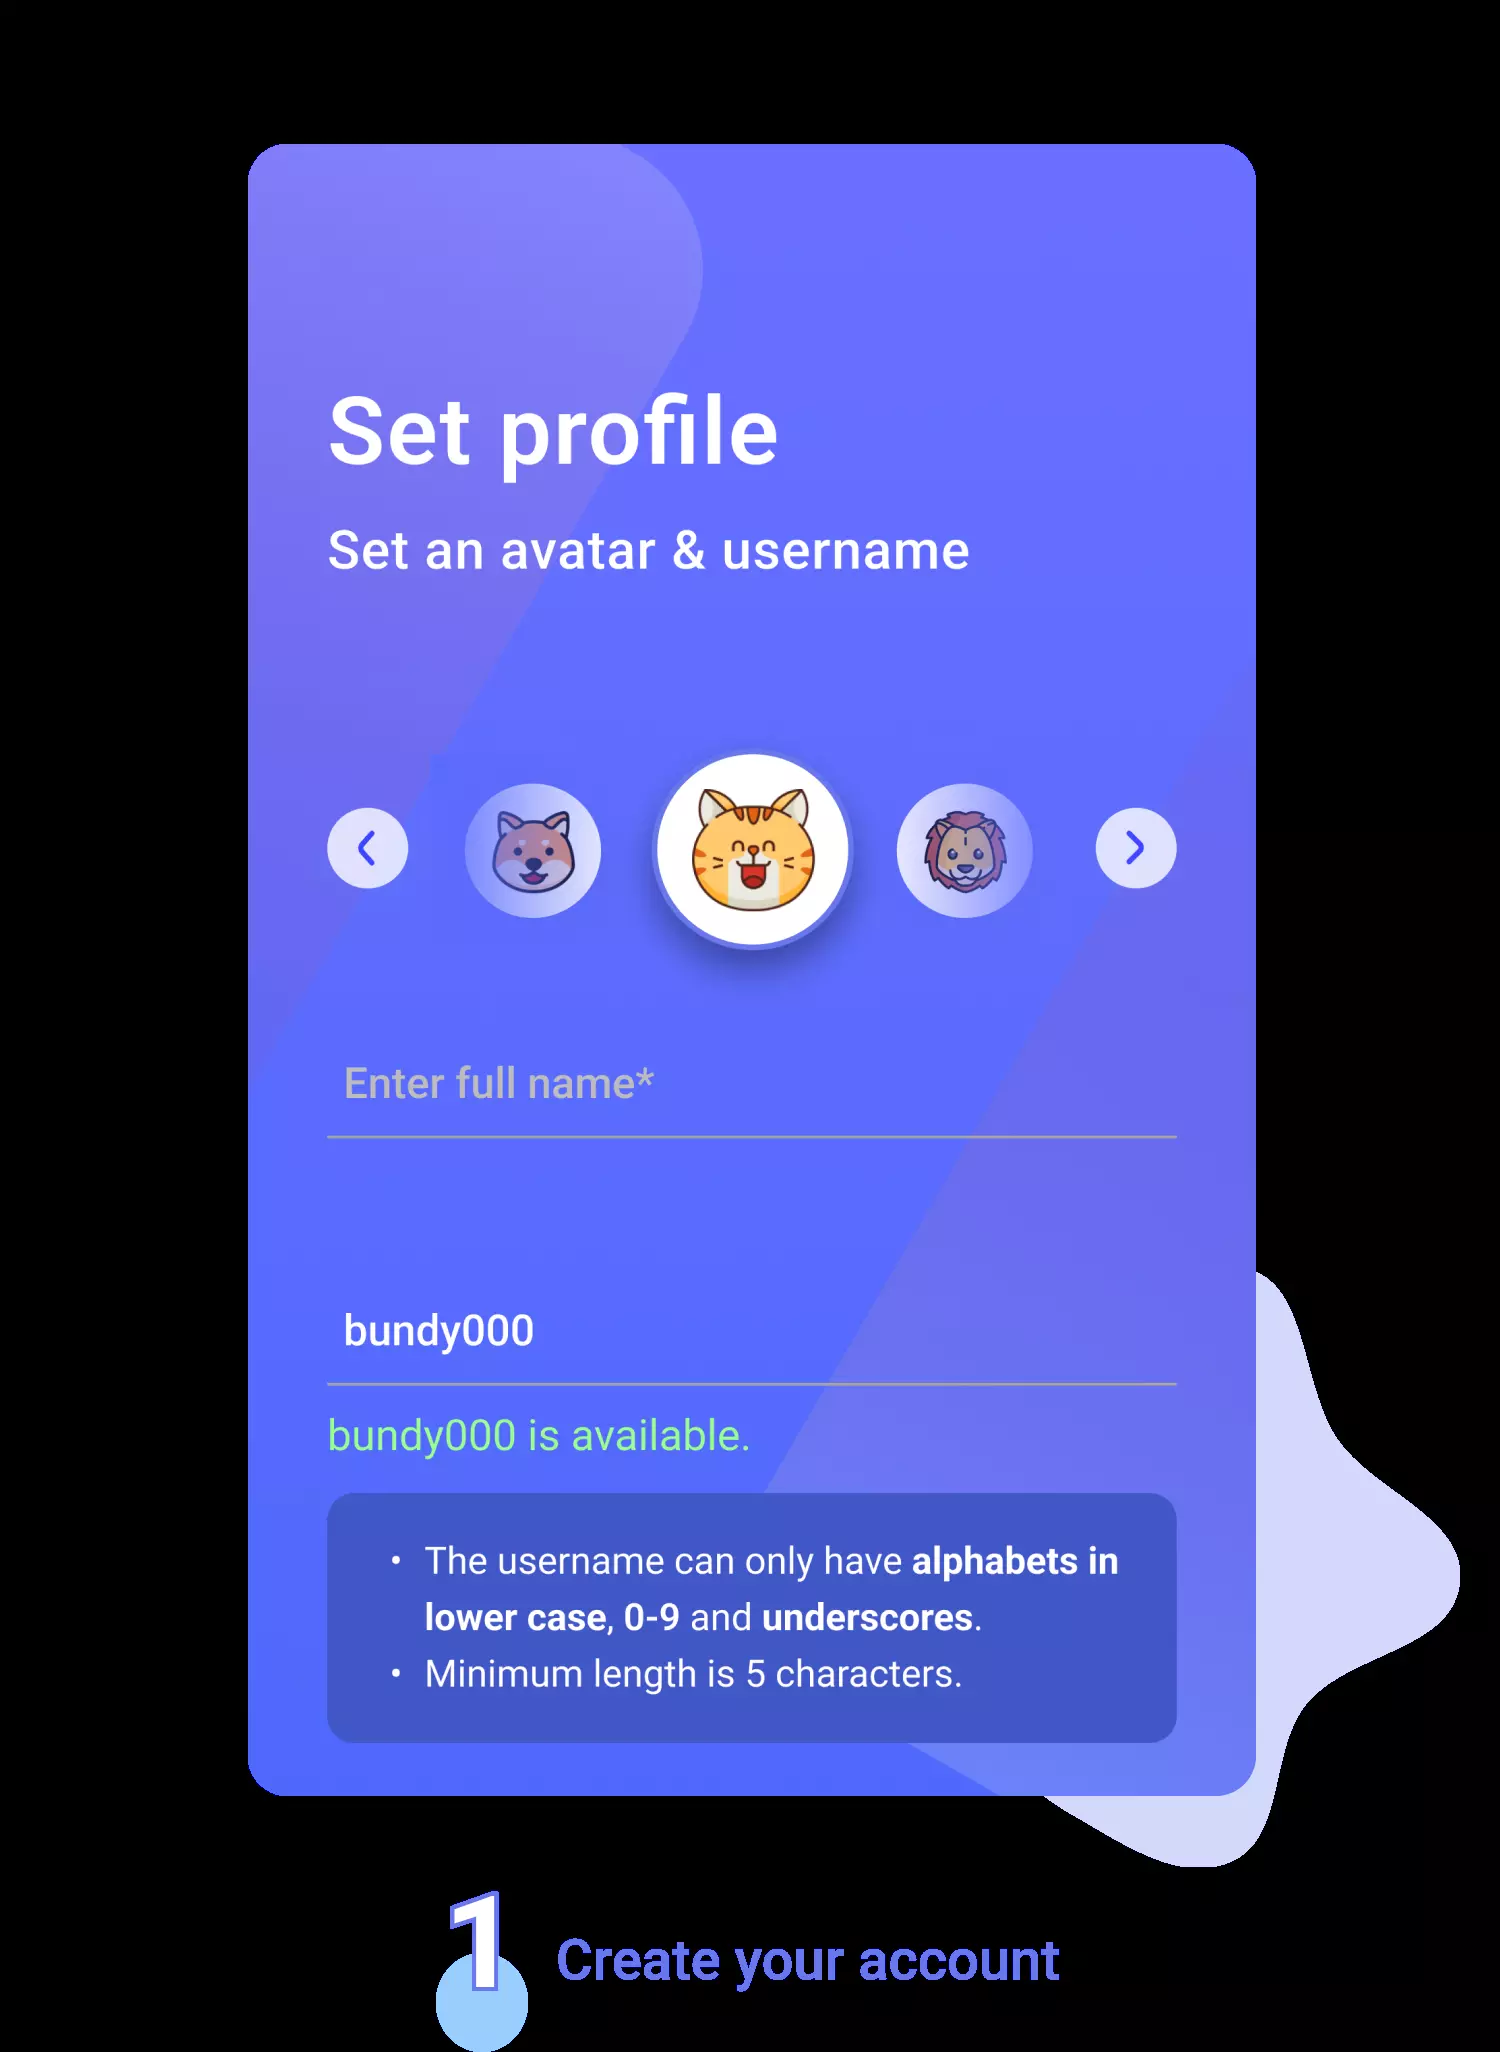 Set profile
Set an avatar & username
Enter full name*
bundy000
bundy000 is available.
• The username can only have alphabets in
lower case, 0-9 and underscores.
• Minimum length is 5 characters.
1 Create your account